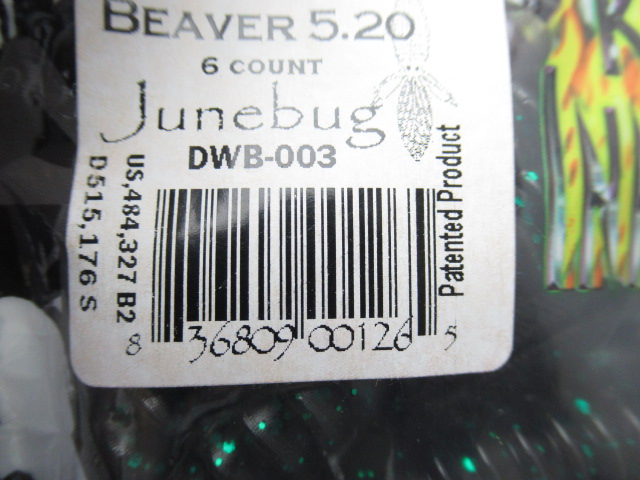 BEAVER 5.20
6 COUNT
Junebug
DWB-003
D515,176 S
US,484,327 B2
Patented Product
8 36809 00126 5